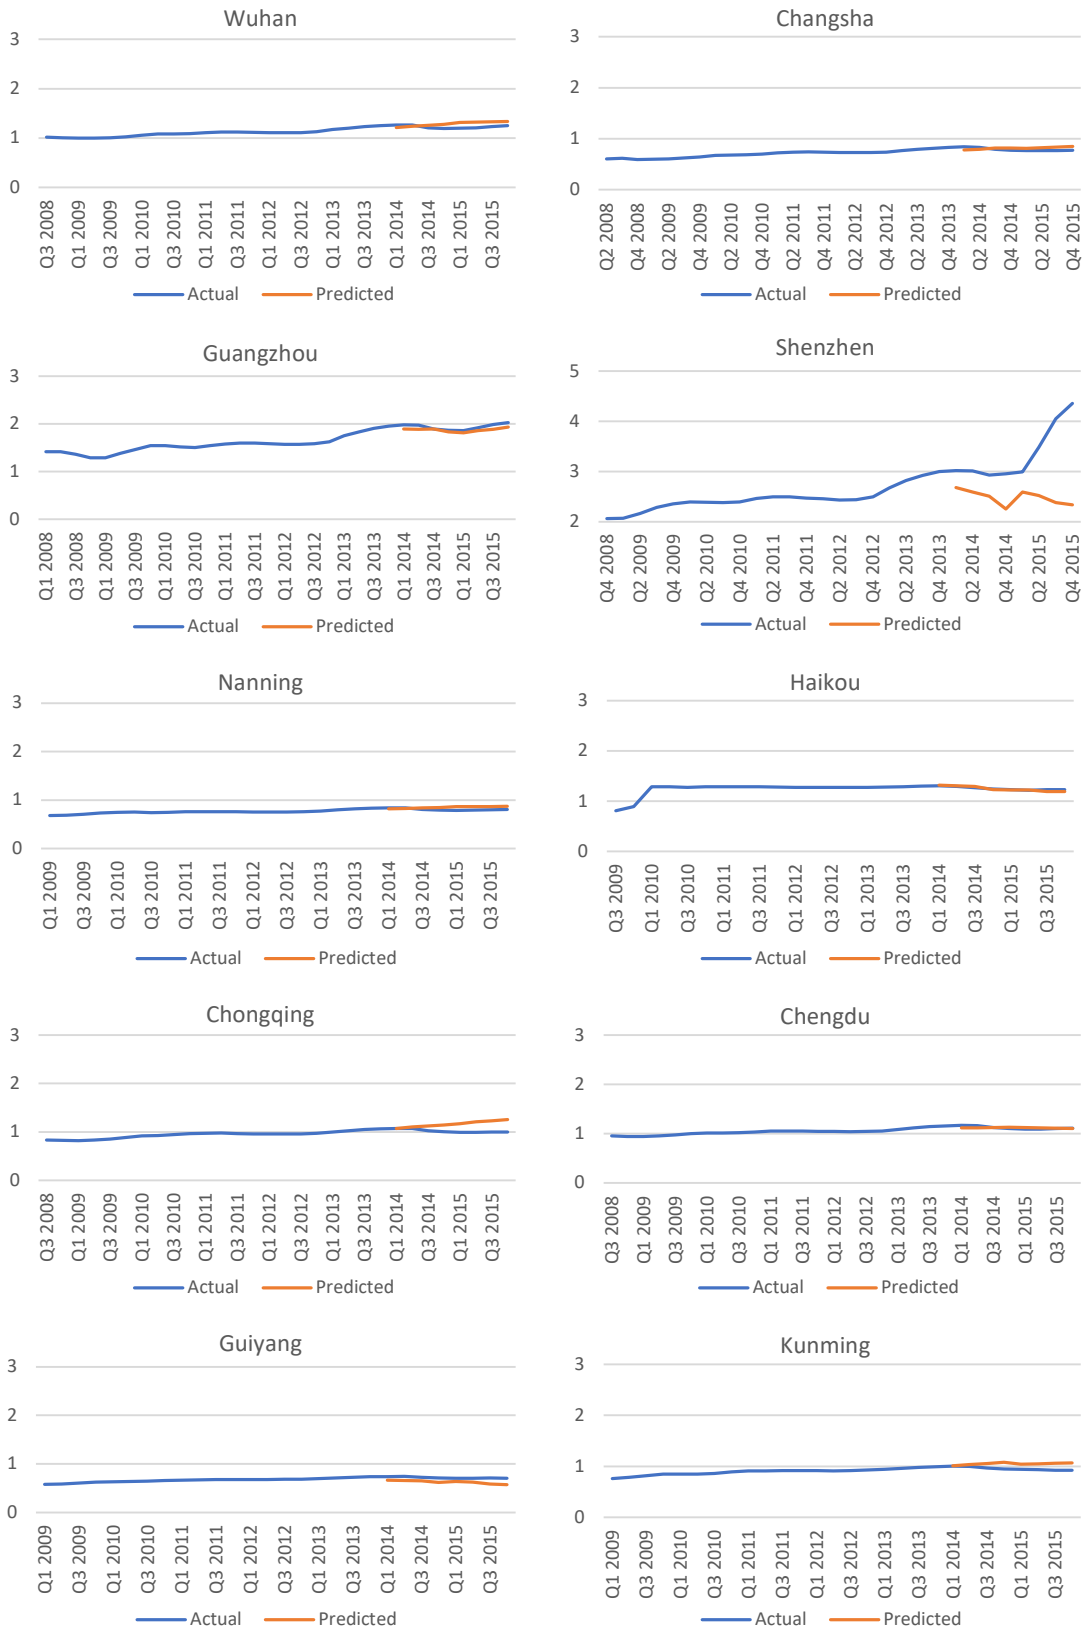 Wuhan
3
2
1
0
Q3 2008
Q1 2009
Q3 2009
Q1 2010
Q3 2010
Q1 2011
Q3 2011
Q1 2012
Q3 2012
Q1 2013
Q3 2013
Q1 2014
Q3 2014
Q1 2015
Q3 2015
Actual Predicted
Changsha
3
2
1
0
Q2 2008
Q4 2008
Q2 2009
Q4 2009
Q2 2010
Q4 2010
Q2 2011
Q4 2011
Q2 2012
Q4 2012
Q2 2013
Q4 2013
Q2 2014
Q4 2014
Q2 2015
Q4 2015
Actual Predicted
Guangzhou
3
2
1
0
Q1 2008
Q3 2008
Q1 2009
Q3 2009
Q1 2010
Q3 2010
Q1 2011
Q3 2011
Q1 2012
Q3 2012
Q1 2013
Q3 2013
Q1 2014
Q3 2014
Q1 2015
Q3 2015
Actual Predicted
Shenzhen
5
4
3
2
Q4 2008
Q2 2009
Q4 2009
Q2 2010
Q4 2010
Q2 2011
Q4 2011
Q2 2012
Q4 2012
Q2 2013
Q4 2013
Q2 2014
Q4 2014
Q2 2015
Q4 2015
Actual Predicted
Nanning
3
2
1
0
Q1 2009
Q3 2009
Q1 2010
Q3 2010
Q1 2011
Q3 2011
Q1 2012
Q3 2012
Q1 2013
Q3 2013
Q1 2014
Q3 2014
Q1 2015
Q3 2015
Actual Predicted
Haikou
3
2
1
0
Q3 2009
Q1 2010
Q3 2010
Q1 2011
Q3 2011
Q1 2012
Q3 2012
Q1 2013
Q3 2013
Q1 2014
Q3 2014
Q1 2015
Q3 2015
Actual Predicted
Chongqing
3
2
1
0
Q3 2008
Q1 2009
Q3 2009
Q1 2010
Q3 2010
Q1 2011
Q3 2011
Q1 2012
Q3 2012
Q1 2013
Q3 2013
Q1 2014
Q3 2014
Q1 2015
Q3 2015
Actual Predicted
Chengdu
3
2
1
0
Q3 2008
Q1 2009
Q3 2009
Q1 2010
Q3 2010
Q1 2011
Q3 2011
Q1 2012
Q3 2012
Q1 2013
Q3 2013
Q1 2014
Q3 2014
Q1 2015
Q3 2015
Actual Predicted
Guiyang
3
2
1
0
Q1 2009
Q3 2009
Q1 2010
Q3 2010
Q1 2011
Q3 2011
Q1 2012
Q3 2012
Q1 2013
Q3 2013
Q1 2014
Q3 2014
Q1 2015
Q3 2015
Actual Predicted
Kunming
3
2
1
0
Q1 2009
Q3 2009
Q1 2010
Q3 2010
Q1 2011
Q3 2011
Q1 2012
Q3 2012
Q1 2013
Q3 2013
Q1 2014
Q3 2014
Q1 2015
Q3 2015
Actual Predicted